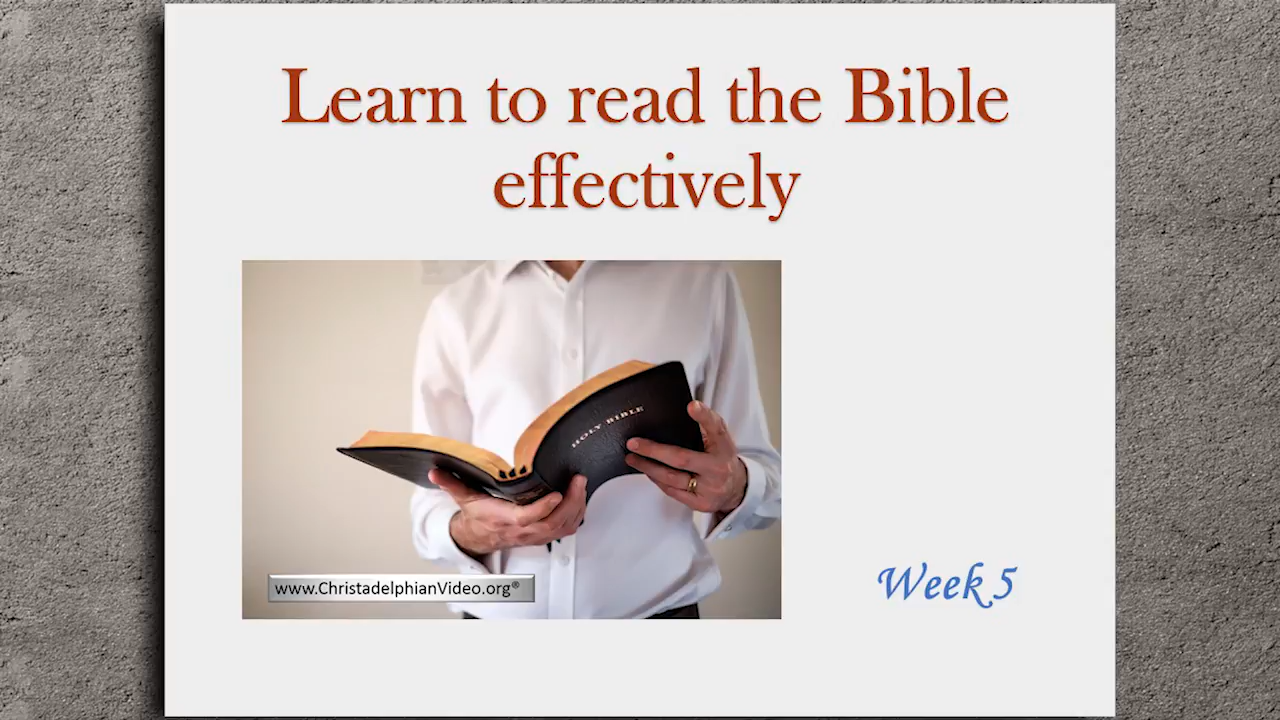 Learn to read the Bible
effectively
HOLY BIBLE
www.ChristadelphianVideo.org®
Week 5